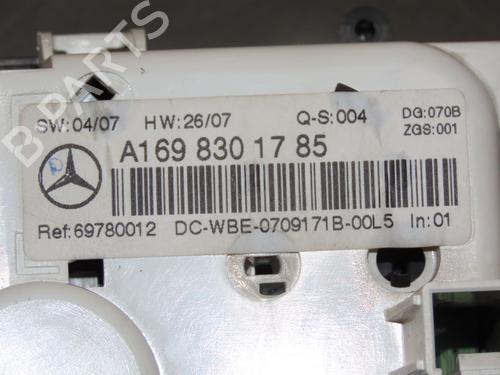 B PARTS
SW:04/07 HW:26/07 Q-S:004 DG:070B
ZGS:001
A169 830 17 85
Ref:69780012 DC-WBE-0709171B-00L5 In:01